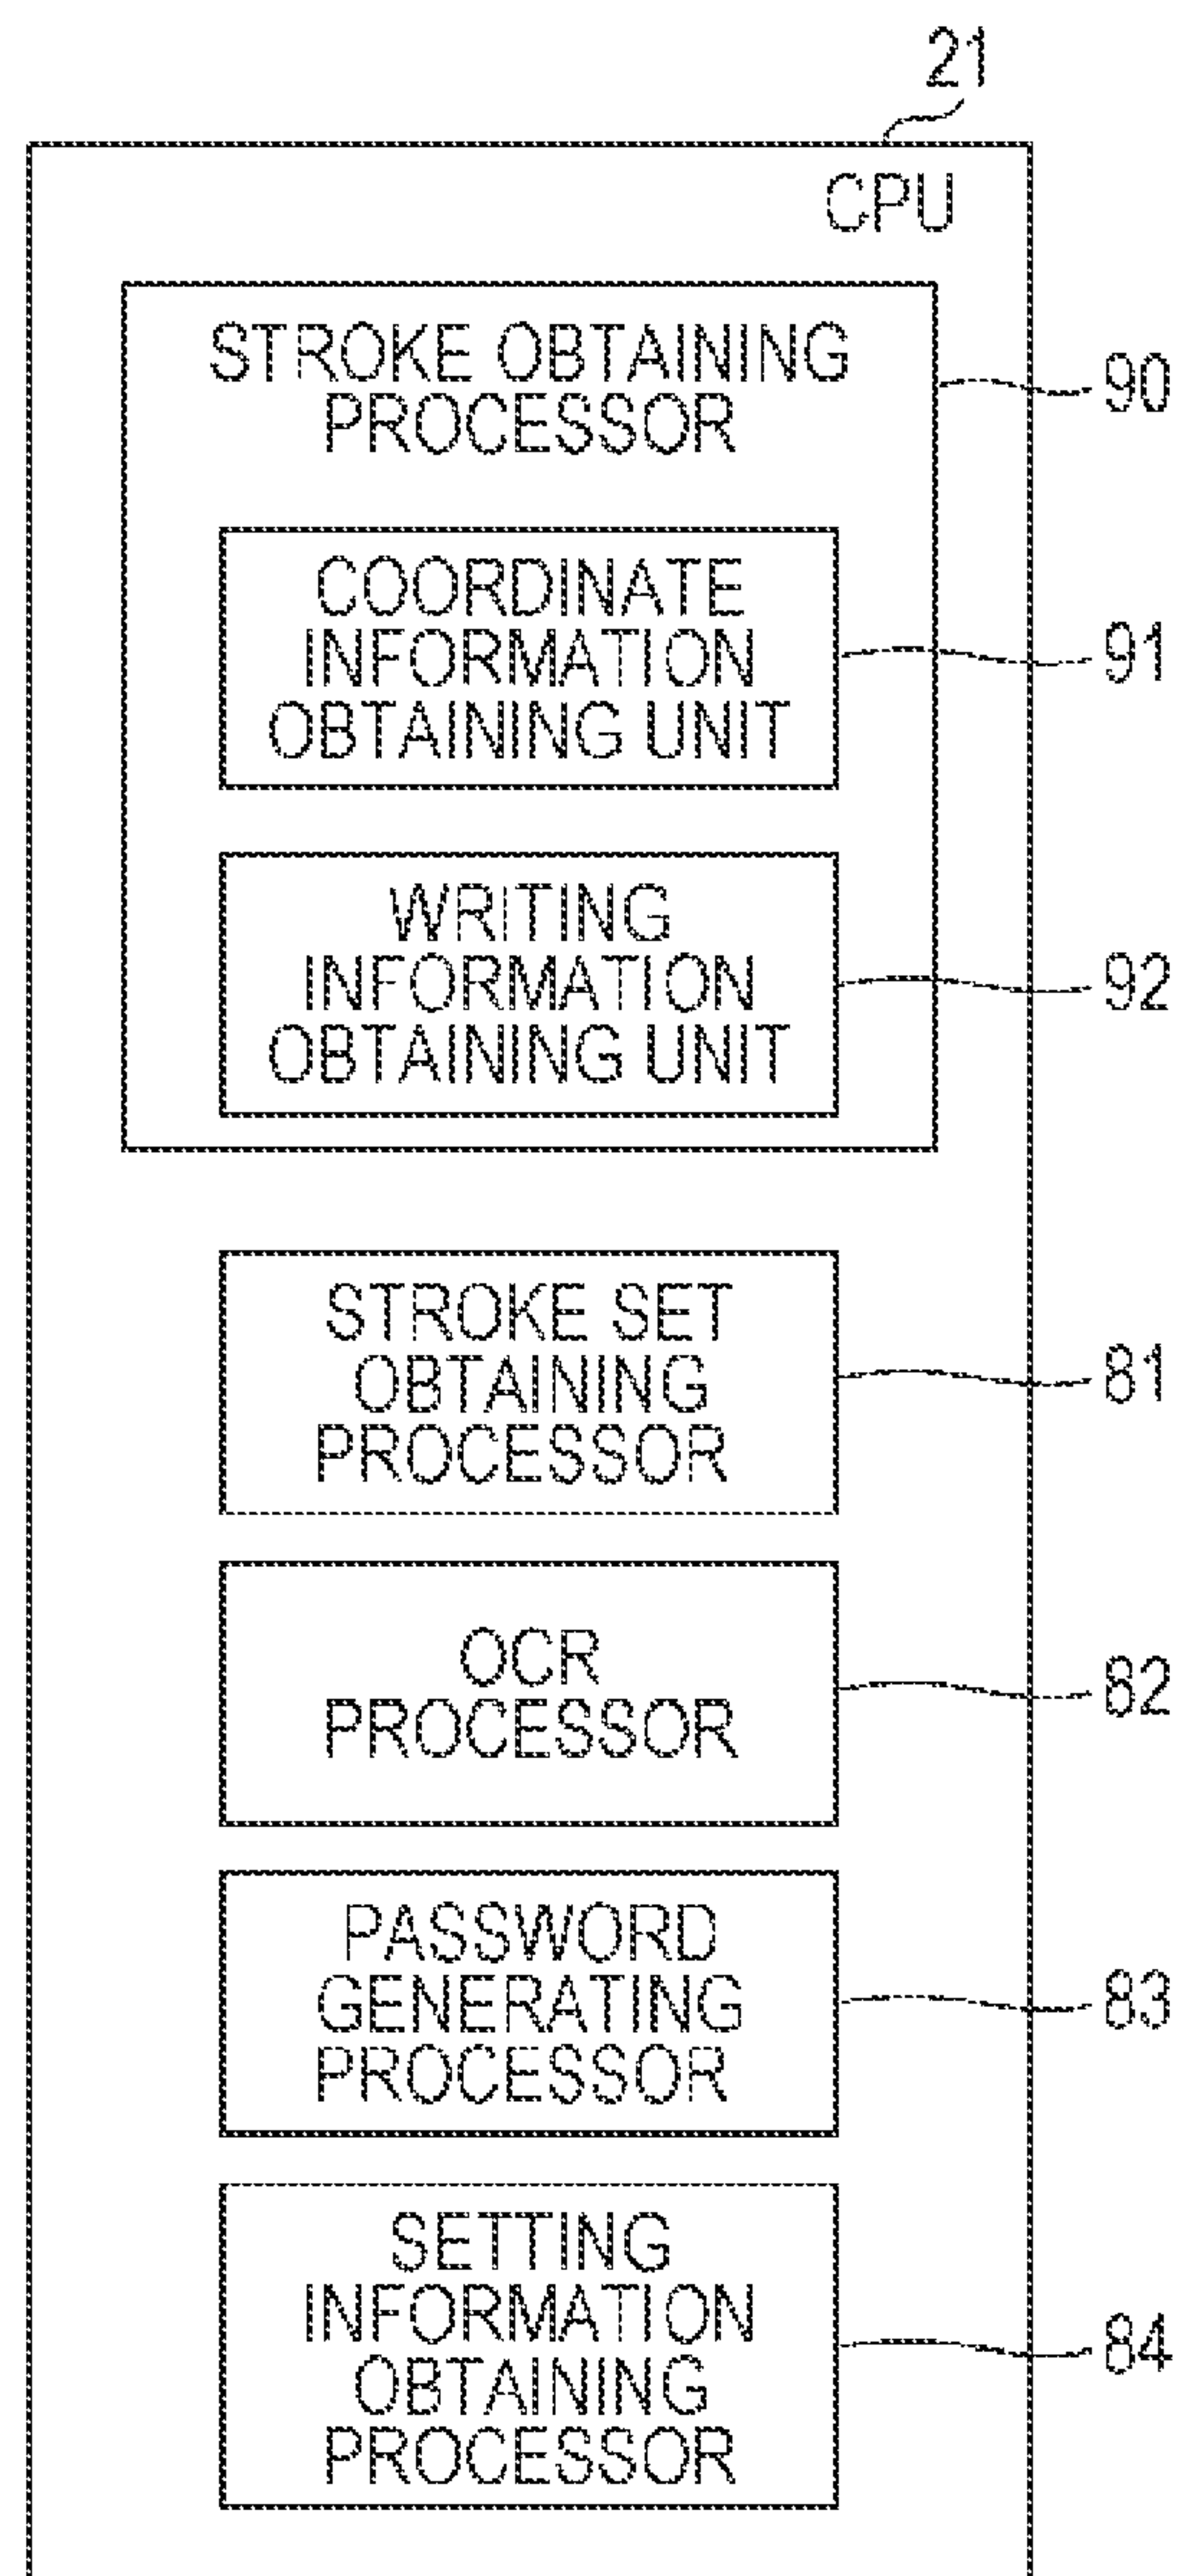 21
CPU
STROKE OBTAINING
PROCESSOR
90
COORDINATE
INFORMATION
OBTAINING UNIT
91
WRITING
INFORMATION
OBTAINING UNIT
92
STROKE SET
OBTAINING
PROCESSOR
81
OCR
PROCESSOR
82
PASSWORD
GENERATING
PROCESSOR
83
SETTING
INFORMATION
OBTAINING
PROCESSOR
84